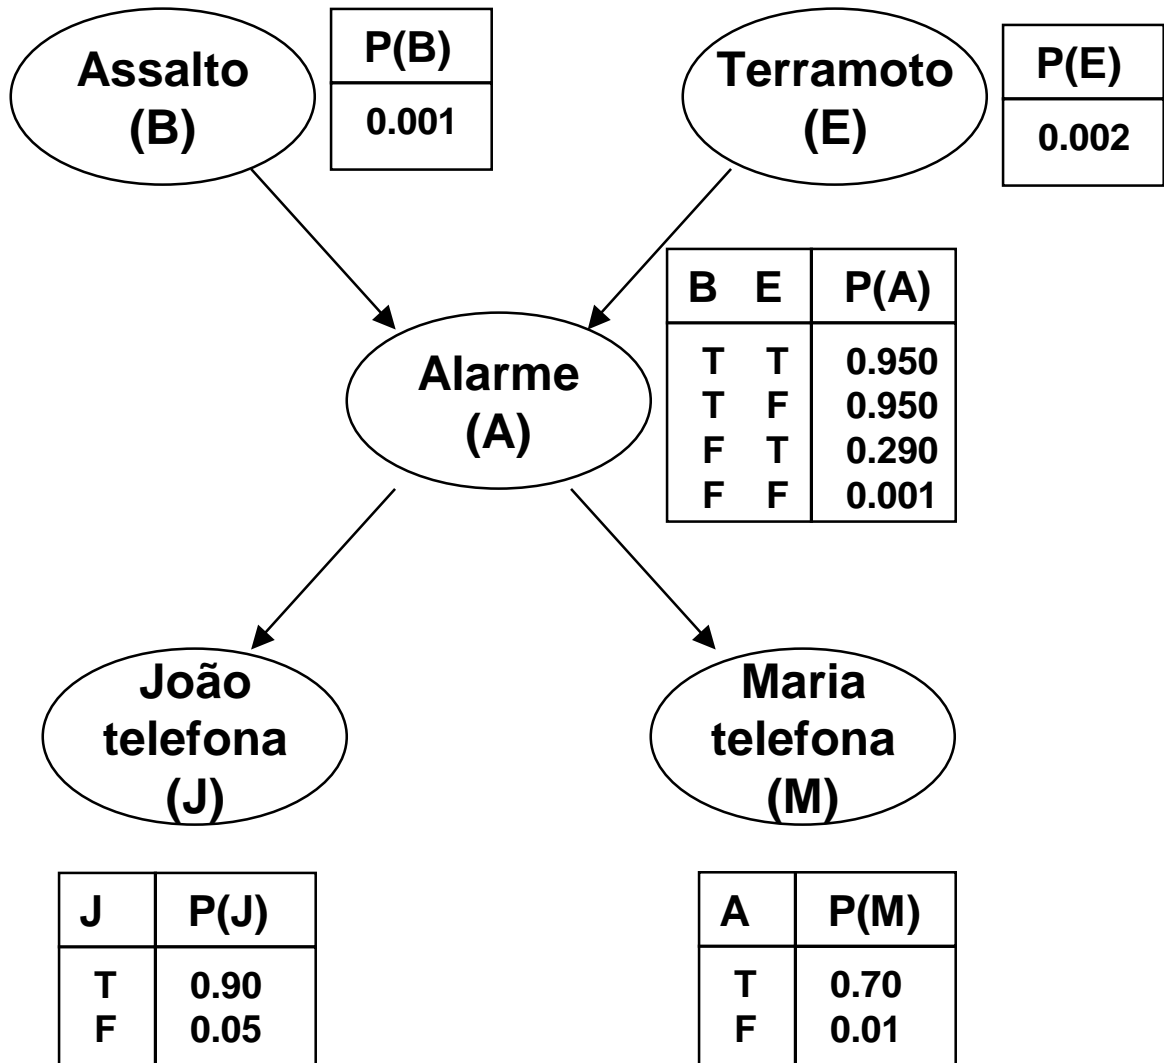 Assalto
(B)
P(B)
0.001
Terramoto
(E)
P(E)
0.002
Alarme
(A)
B E P(A)
T T 0.950
T F 0.950
F T 0.290
F F 0.001
João
telefona
(J)
Maria
telefona
(M)
J P(J)
T 0.90
F 0.05
A P(M)
T 0.70
F 0.01